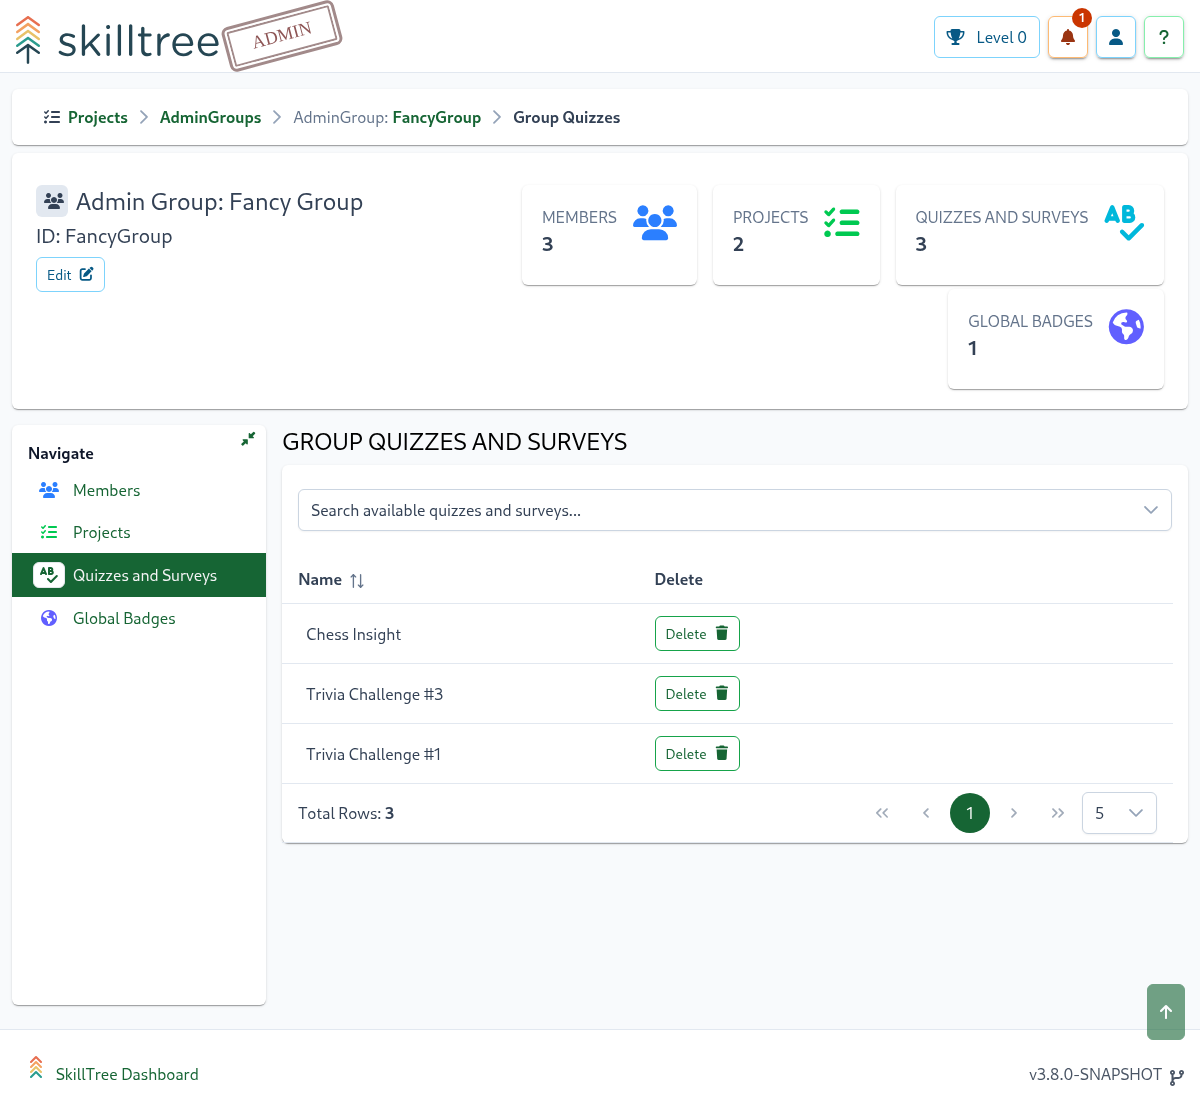 skilltree
ADMIN
Level 0
1
?
Projects > AdminGroups > AdminGroup: FancyGroup > Group Quizzes
Admin Group: Fancy Group
ID: FancyGroup
Edit
MEMBERS
3
PROJECTS
2
QUIZZES AND SURVEYS
3
AB
GLOBAL BADGES
1
Navigate
Members
Projects
AB
Quizzes and Surveys
Global Badges
GROUP QUIZZES AND SURVEYS
Search available quizzes and surveys...
Name Delete
Chess Insight Delete
Trivia Challenge #3 Delete
Trivia Challenge #1 Delete
Total Rows: 3
« ‹ 1 › » 5
SkillTree Dashboard
v3.8.0-SNAPSHOT